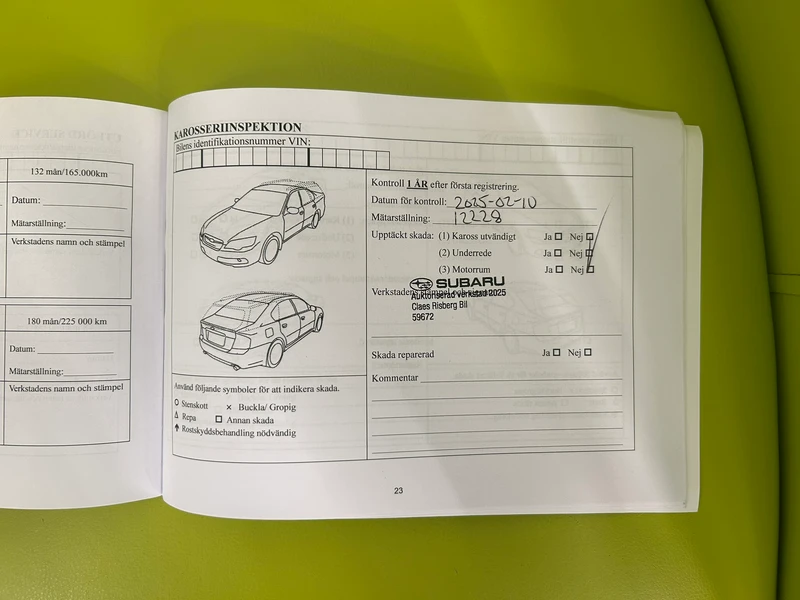 132 mån/165.000km
Datum:
Mätarställning:
Verkstadens namn och stämpel
180 mån/225 000 km
Datum:
Mätarställning:
Verkstadens namn och stämpel
KAROSSERIINSPEKTION
Bilens identifikationsnummer VIN:
Använd följande symboler för att indikera skada.
Stenskott
x Buckla/ Gropig
Repa
Annan skada
Rostskyddsbehandling nödvändig
Kontroll 1 ÅR efter första registrering.
Datum för kontroll: 2025-02-10
Mätarställning: 12228
Upptäckt skada: (1) Kaross utvändigt Ja Nej
(2) Underrede Ja Nej
(3) Motorrum Ja Nej
SUBARU
Verkstadens stämpel och
Auktoriserad verkstad 2025
Claes Risberg Bil
59672
Skada reparerad Ja Nej
Kommentar
23